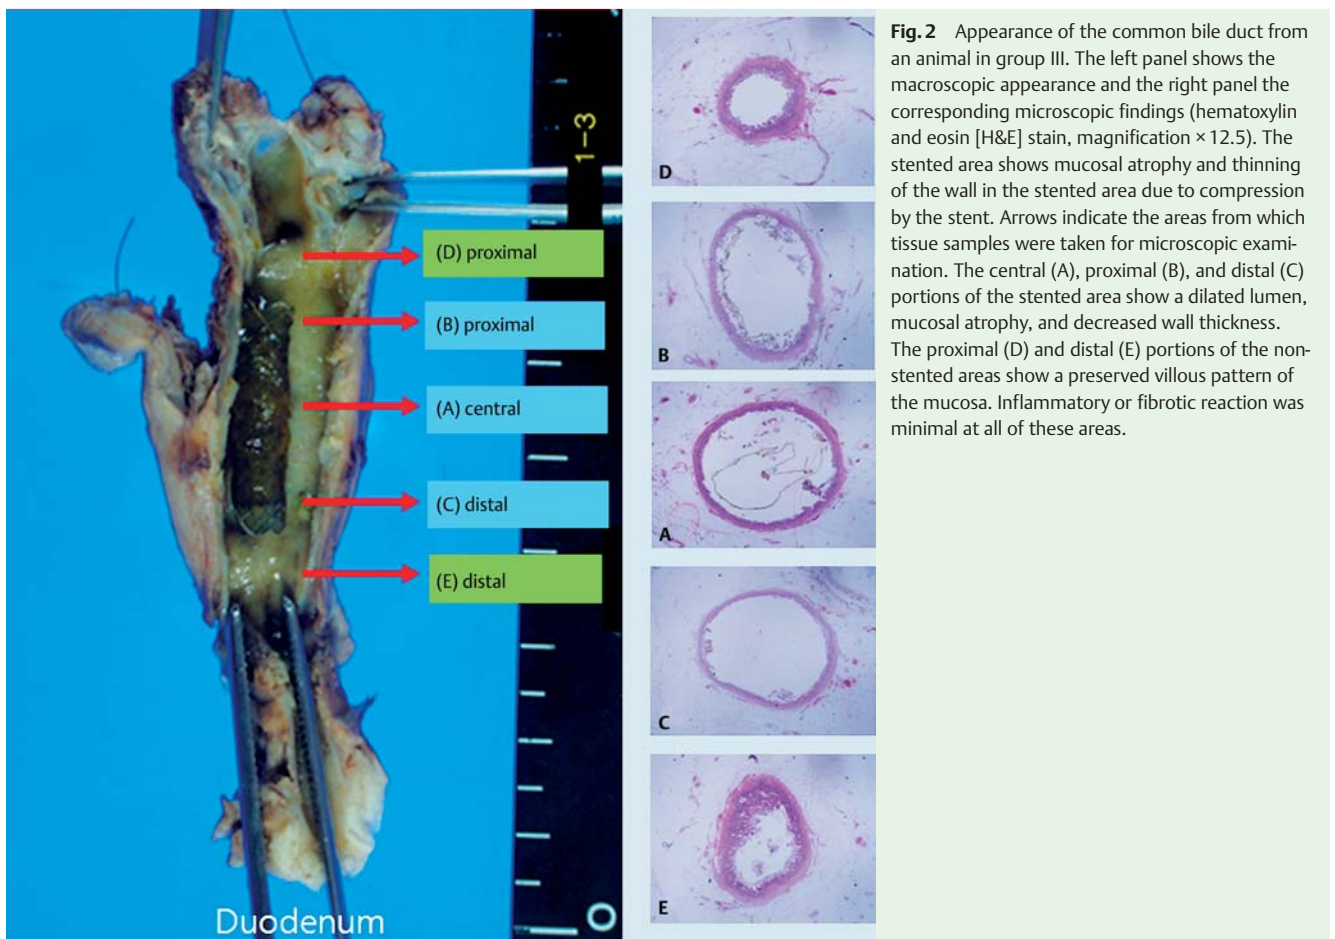 1-3
(D) proximal
(B) proximal
(A) central
(C) distal
(E) distal
0
Duodenum
D
B
A
C
E
Fig. 2 Appearance of the common bile duct from
an animal in group III. The left panel shows the
macroscopic appearance and the right panel the
corresponding microscopic findings (hematoxylin
and eosin [H&E] stain, magnification × 12.5). The
stented area shows mucosal atrophy and thinning
of the wall in the stented area due to compression
by the stent. Arrows indicate the areas from which
tissue samples were taken for microscopic exami-
nation. The central (A), proximal (B), and distal (C)
portions of the stented area show a dilated lumen,
mucosal atrophy, and decreased wall thickness.
The proximal (D) and distal (E) portions of the non-
stented areas show a preserved villous pattern of
the mucosa. Inflammatory or fibrotic reaction was
minimal at all of these areas.